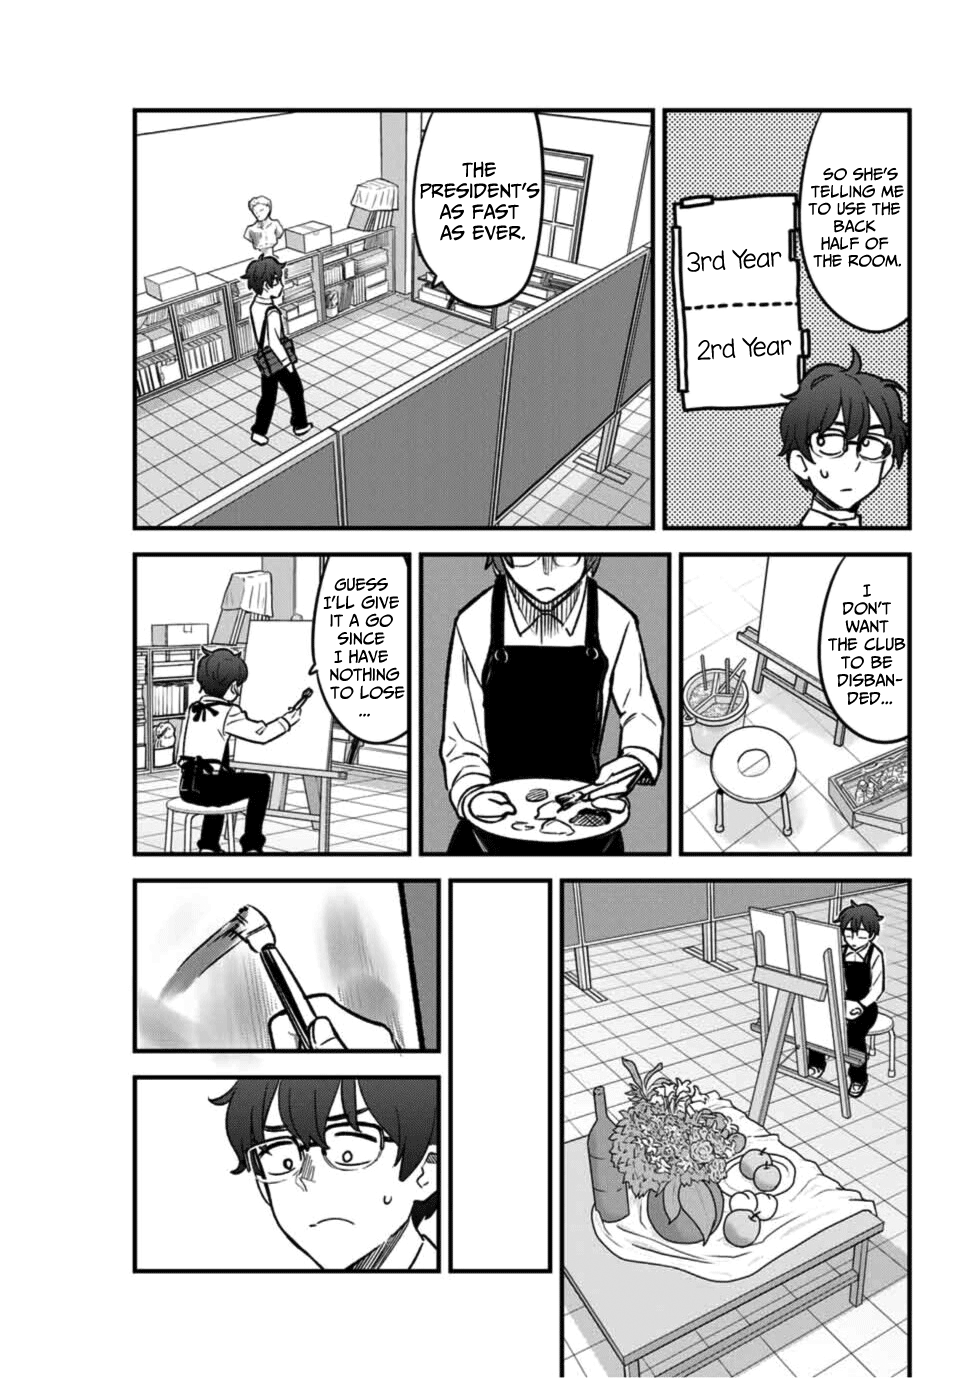 SO SHE'S
TELLING ME
TO USE THE
BACK
HALF OF
THE ROOM.
3rd Year
2nd Year
THE
PRESIDENT'S
AS FAST
AS EVER.
I
DON'T
WANT
THE CLUB
TO BE
DISBAN-
DED...
GUESS
I'LL GIVE
IT A GO
SINCE
I HAVE
NOTHING
TO LOSE
...